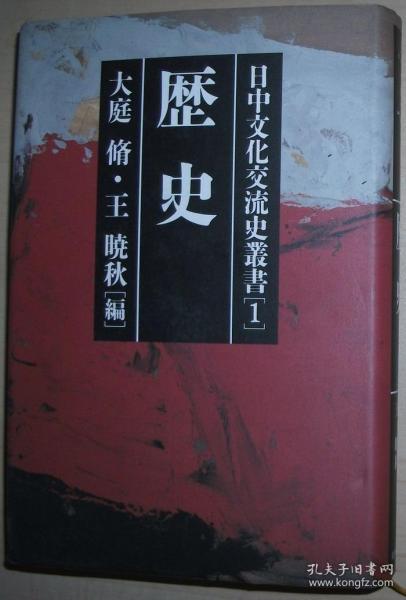 日中文化交流史叢書[1]
歴史
大庭 脩・王 曉秋[編]
孔夫子旧书网
www.kongfz.com